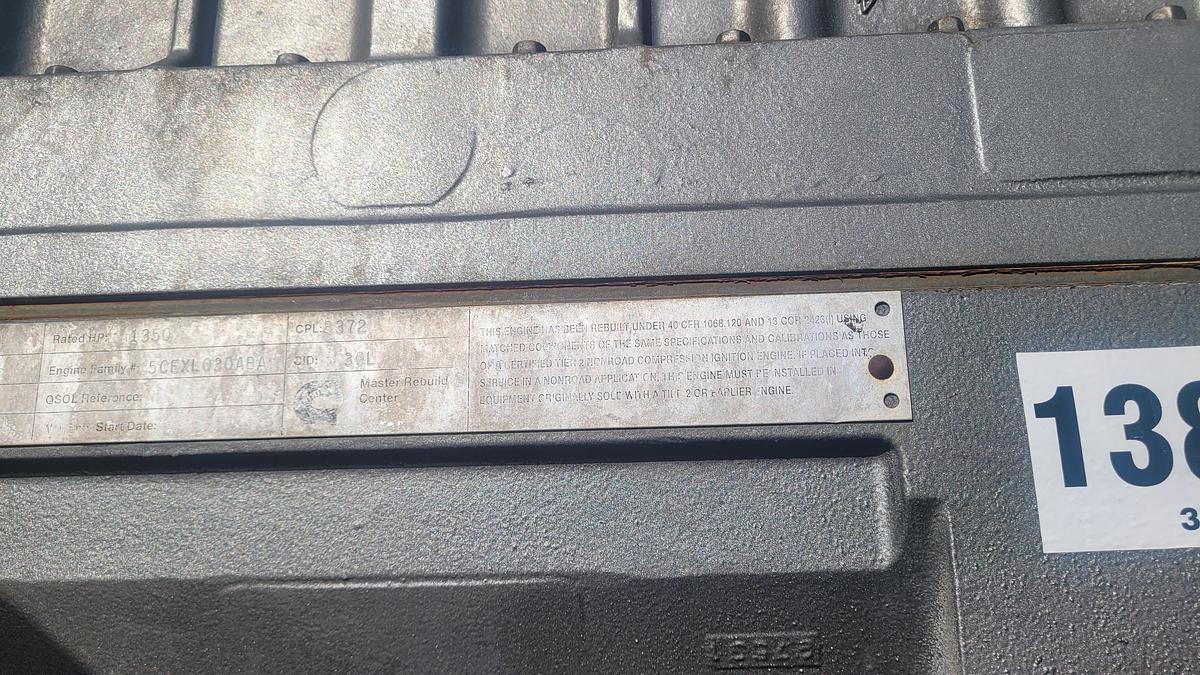 Rated HP: 1350
CPL: 8372
Engine Family #: 5CEXL030ABA
CID: 30L
QSOL Reference:
Master Rebuild
Center
Start Date:
THIS ENGINE HAS BEEN REBUILT UNDER 40 CFR 1068.120 AND 13 CCR 2423(l) USING
MATCHED COMPONENTS OF THE SAME SPECIFICATIONS AND CALIBRATIONS AS THOSE
OF A CERTIFIED TIER 2 NONROAD COMPRESSION IGNITION ENGINE. IF PLACED INTO
SERVICE IN A NONROAD APPLICATION, THIS ENGINE MUST BE INSTALLED IN
EQUIPMENT ORIGINALLY SOLE WITH A TIER 2 OR EARLIER ENGINE.
138
3